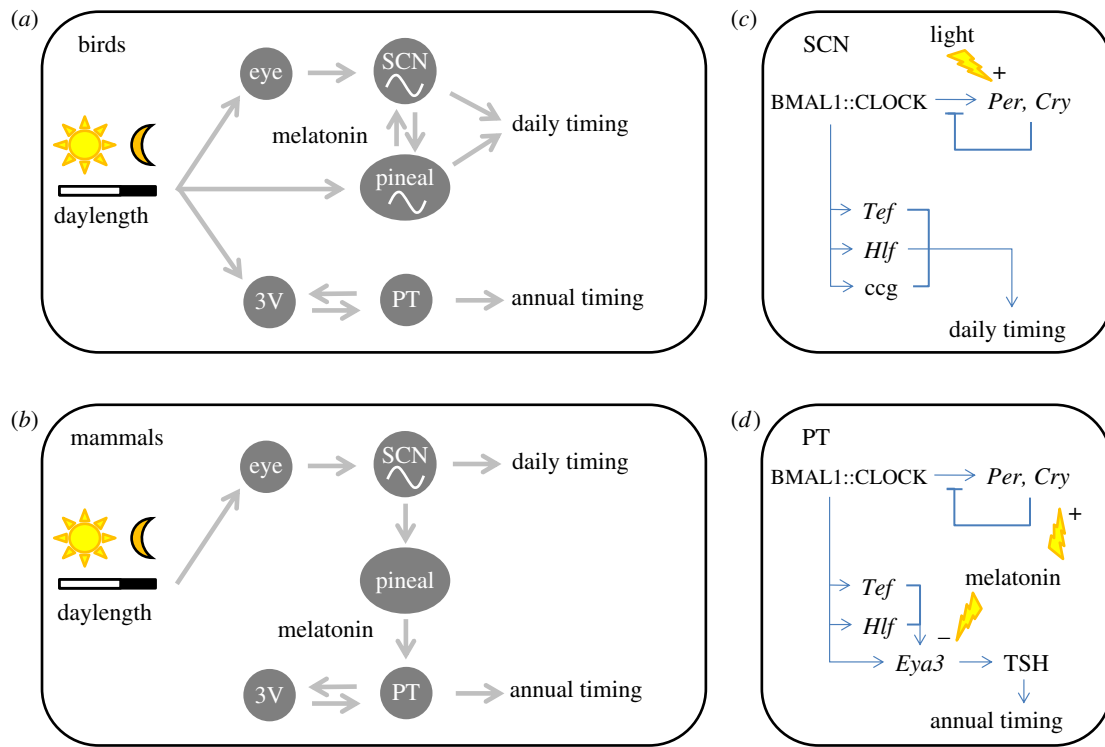 (a)
birds
eye
SCN
melatonin
daily timing
pineal
daylength
3V
PT
annual timing
(b)
mammals
eye
SCN
daily timing
pineal
daylength
melatonin
3V
PT
annual timing
(c)
SCN
light
+
BMAL1::CLOCK
Per, Cry
Tef
Hlf
ccg
daily timing
(d)
PT
BMAL1::CLOCK
Per, Cry
+
melatonin
Tef
Hlf
–
Eya3
TSH
annual timing